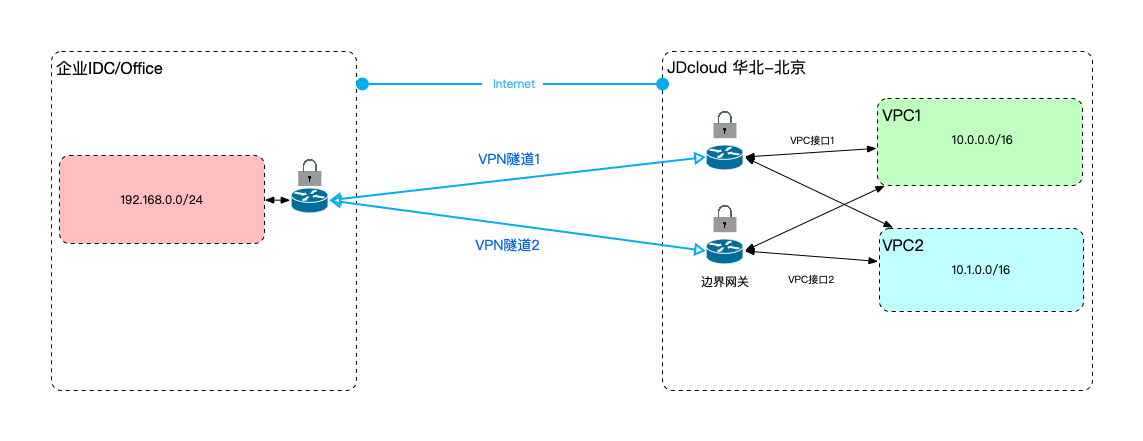 企业IDC/Office
192.168.0.0/24
Internet
VPN隧道1
VPN隧道2
JDcloud 华北-北京
VPC接口1
边界网关
VPC接口2
VPC1
10.0.0.0/16
VPC2
10.1.0.0/16